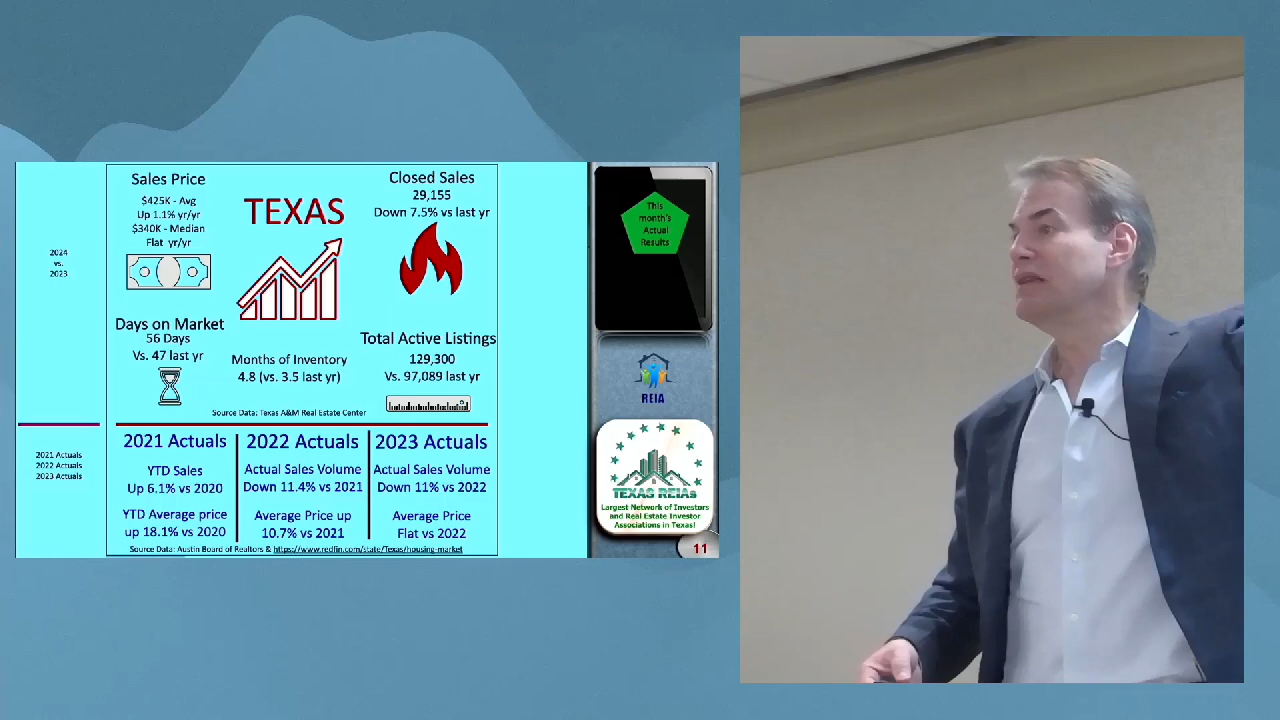 2024
vs.
2023
Sales Price
$425K - Avg
Up 1.1% yr/yr
$340K - Median
Flat yr/yr
TEXAS
Closed Sales
29,155
Down 7.5% vs last yr
Days on Market
56 Days
Vs. 47 last yr
Months of Inventory
4.8 (vs. 3.5 last yr)
Total Active Listings
129,300
Vs. 97,089 last yr
Source Data: Texas A&M Real Estate Center
2021 Actuals
2022 Actuals
2023 Actuals
2021 Actuals
YTD Sales
Up 6.1% vs 2020
YTD Average price
up 18.1% vs 2020
2022 Actuals
Actual Sales Volume
Down 11.4% vs 2021
Average Price up
10.7% vs 2021
2023 Actuals
Actual Sales Volume
Down 11% vs 2022
Average Price
Flat vs 2022
Source Data: Austin Board of Realtors & https://www.redfin.com/state/Texas/housing-market
This
month's
Actual
Results
REIA
TEXAS REIAs
Largest Network of Investors
and Real Estate Investor
Associations in Texas!
11